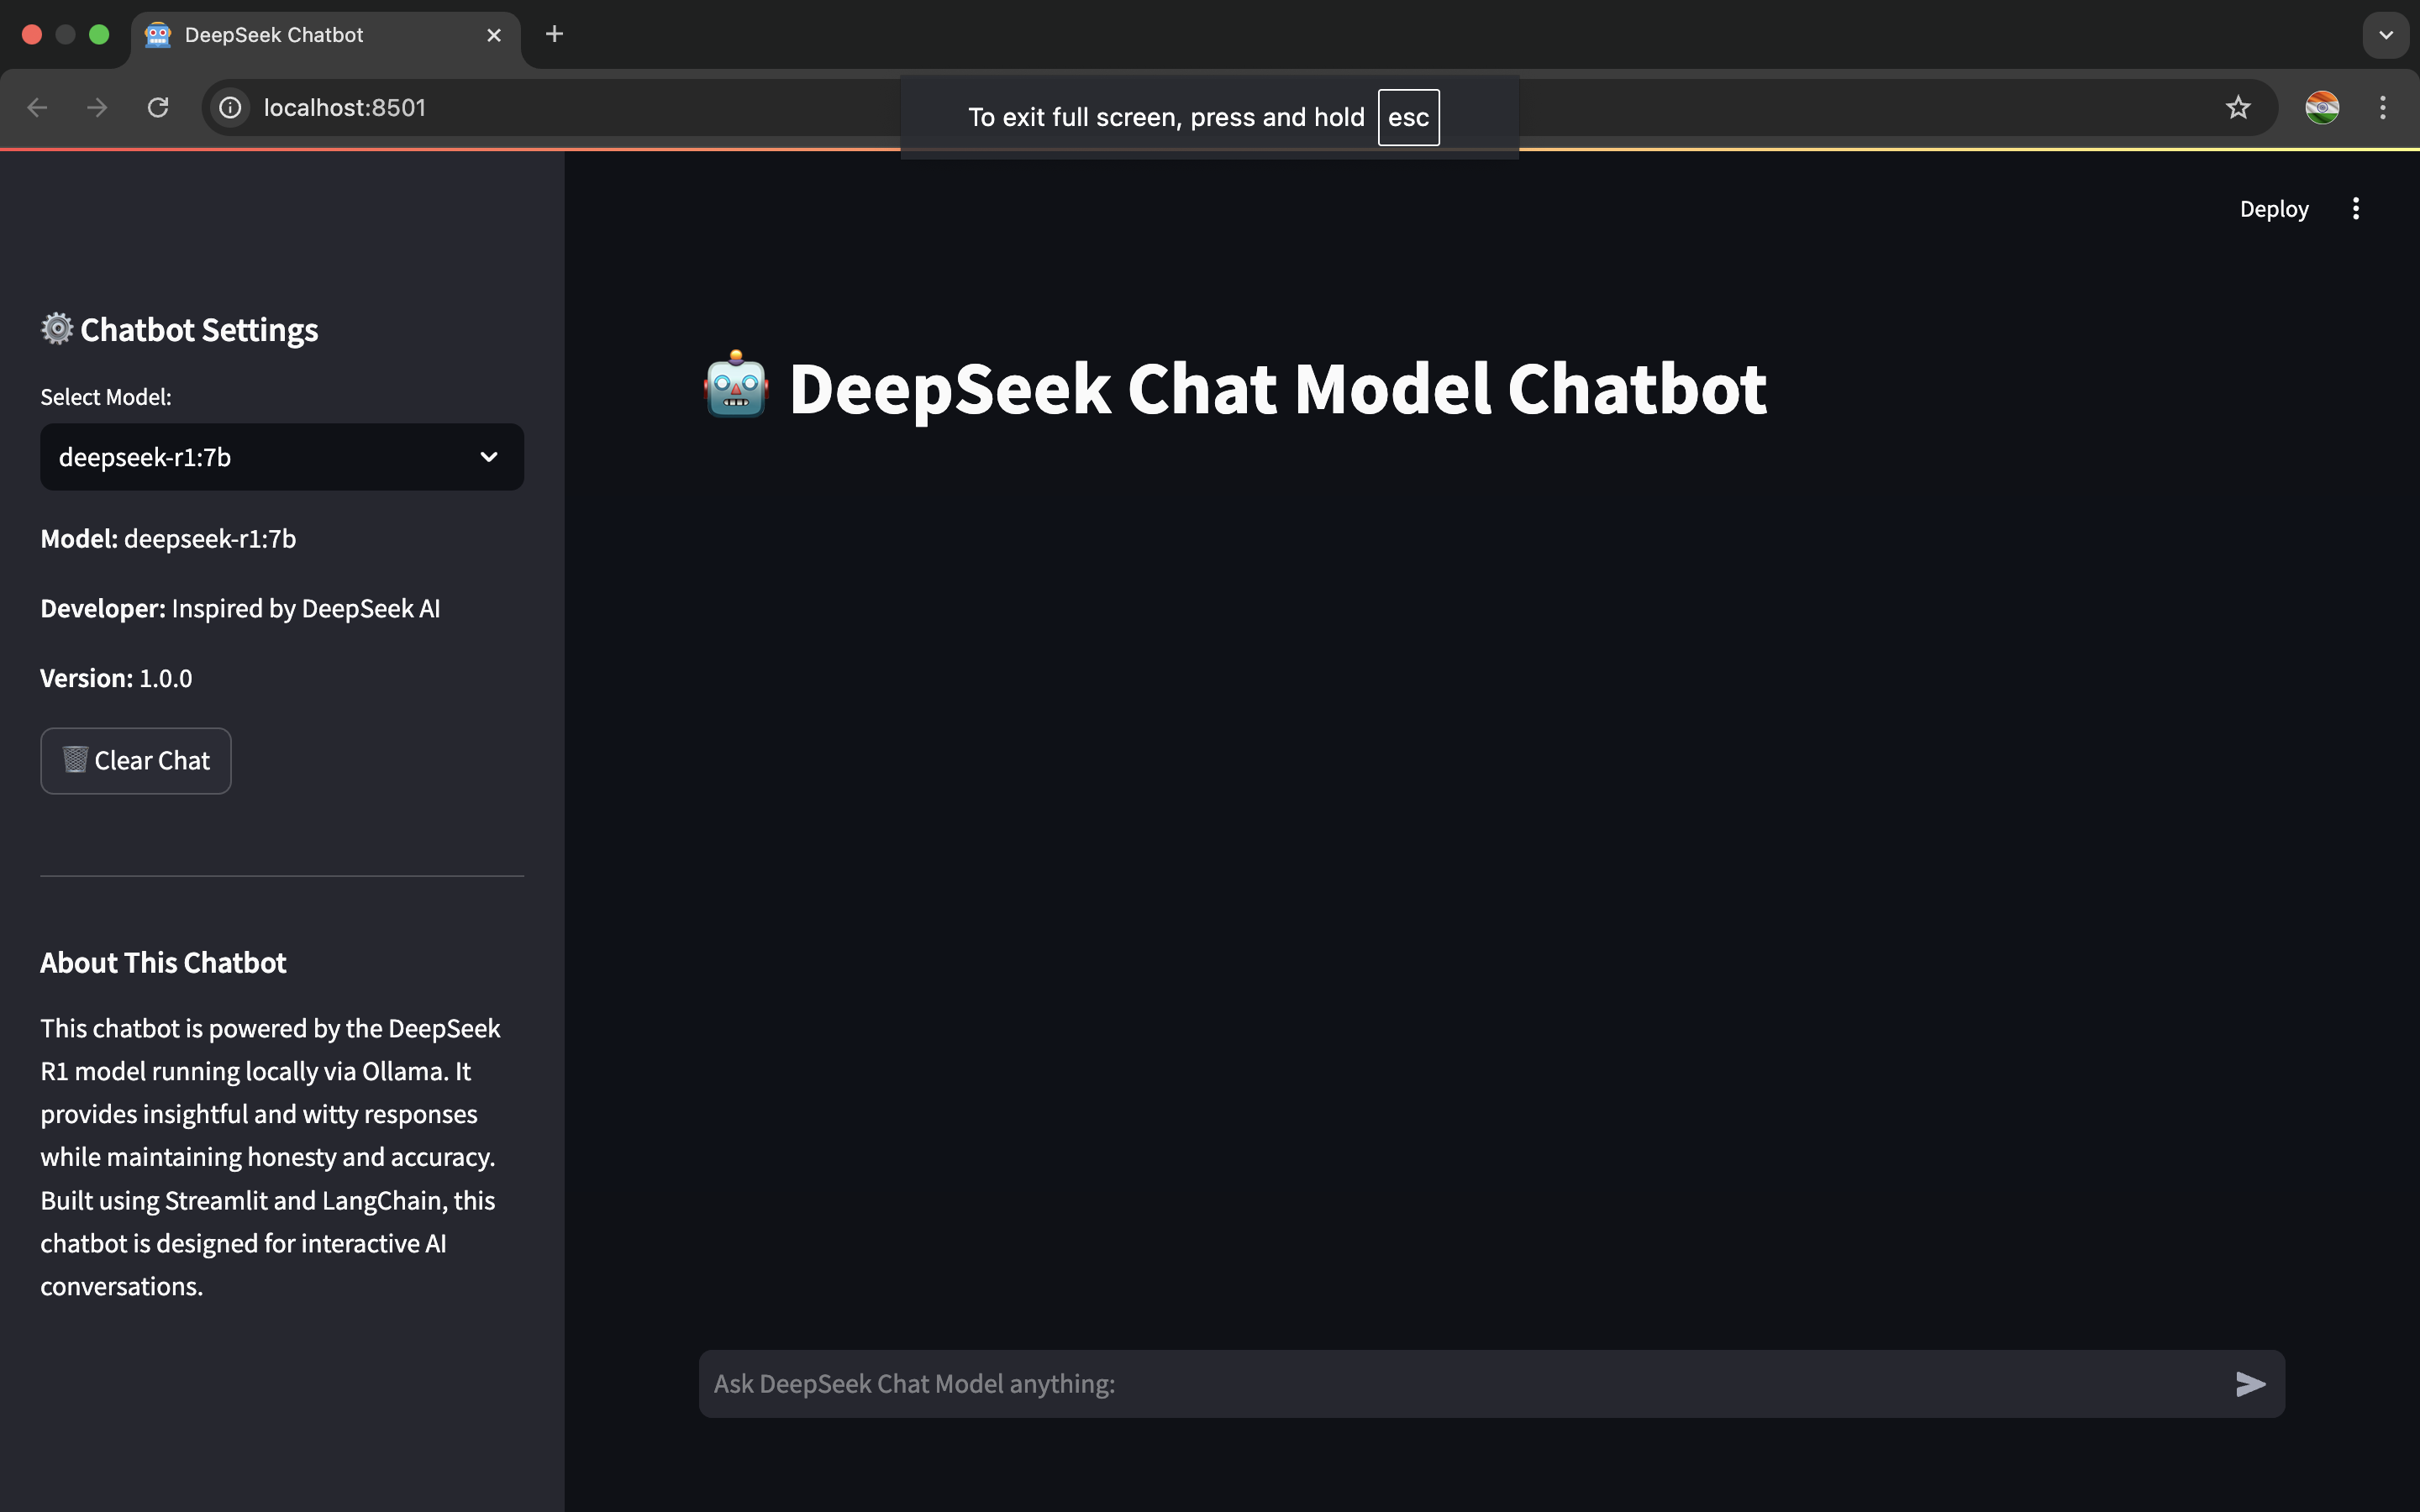 DeepSeek Chatbot
localhost:8501
To exit full screen, press and hold esc
Deploy
Chatbot Settings
Select Model:
deepseek-r1:7b
Model: deepseek-r1:7b
Developer: Inspired by DeepSeek AI
Version: 1.0.0
Clear Chat
About This Chatbot
This chatbot is powered by the DeepSeek
R1 model running locally via Ollama. It
provides insightful and witty responses
while maintaining honesty and accuracy.
Built using Streamlit and LangChain, this
chatbot is designed for interactive AI
conversations.
DeepSeek Chat Model Chatbot
Ask DeepSeek Chat Model anything: